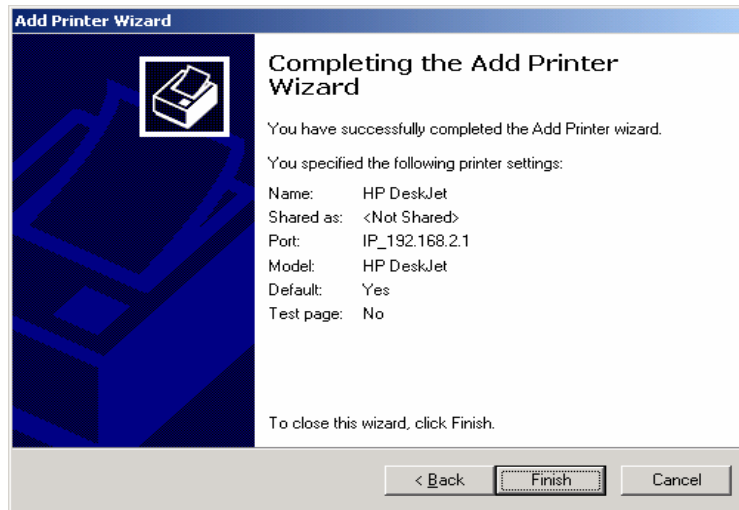 Add Printer Wizard
Completing the Add Printer
Wizard
You have successfully completed the Add Printer wizard.
You specified the following printer settings:
Name: HP DeskJet
Shared as: <Not Shared>
Port: IP_192.168.2.1
Model: HP DeskJet
Default: Yes
Test page: No
To close this wizard, click Finish.
< Back Finish Cancel